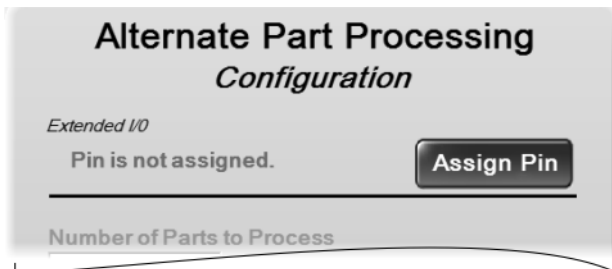 Alternate Part Processing
Configuration
Extended I/0
Pin is not assigned.
Assign Pin
Number of Parts to Process